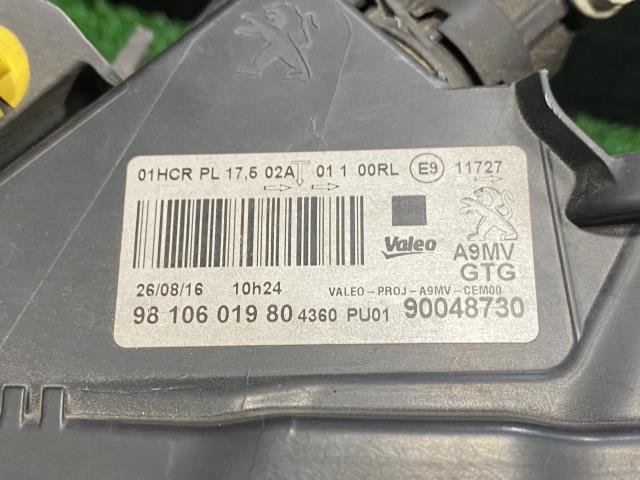 01HCR PL 17,5 02A 01 1 00RL E9 11727
Valeo
A9MV
GTG
26/08/16 10h24 VALEO-PROJ-A9MV-CEM00
98 106 019 80 4360 PU01 90048730